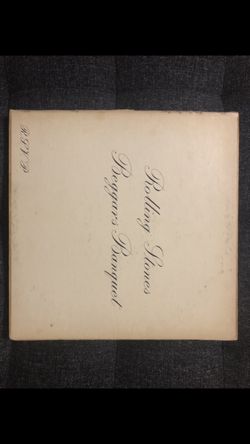 Rolling Stones
Beggars Banquet
R.S.V.P.